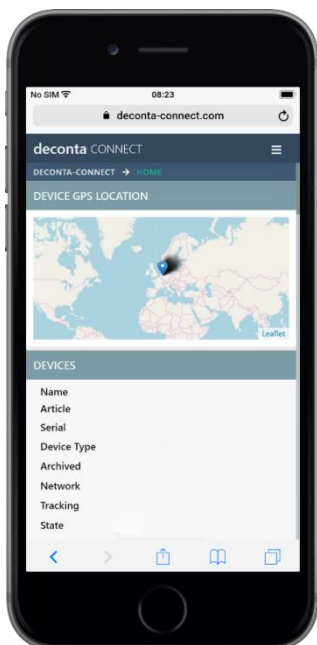 No SIM 08:23
deconta-connect.com
deconta CONNECT
DECONTA-CONNECT → HOME
DEVICE GPS LOCATION
Leaflet
DEVICES
Name
Article
Serial
Device Type
Archived
Network
Tracking
State